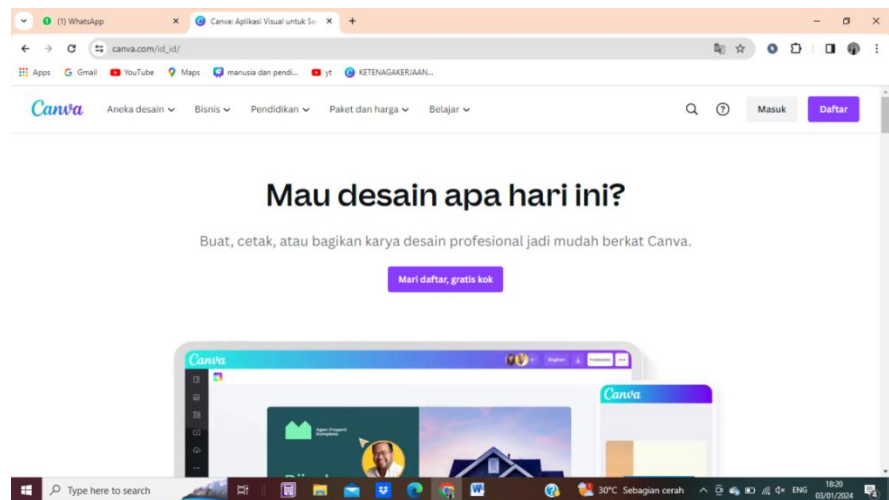 (1) WhatsApp
Canva: Aplikasi Visual untuk Se
canva.com/id_id/
Apps Gmail YouTube Maps manusia dan pendi... yt KETENAGAKERJAAN...
Canva Aneka desain Bisnis Pendidikan Paket dan harga Belajar Masuk Daftar
Mau desain apa hari ini?
Buat, cetak, atau bagikan karya desain profesional jadi mudah berkat Canva.
Mari daftar, gratis kok
Canva
Canva
Agen Properti
Type here to search
30°C Sebagian cerah ENG 18:20
03/01/2024